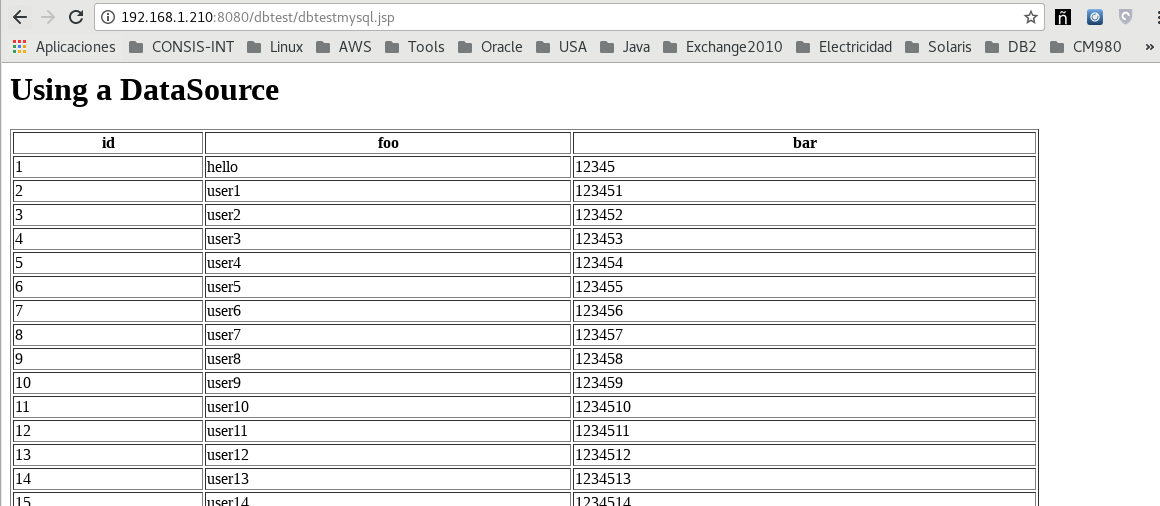 192.168.1.210:8080/dbtest/dbtestmysql.jsp ñ
Aplicaciones CONSIS-INT Linux AWS Tools Oracle USA Java Exchange2010 Electricidad Solaris DB2 CM980 »
Using a DataSource
id foo bar
1 hello 12345
2 user1 123451
3 user2 123452
4 user3 123453
5 user4 123454
6 user5 123455
7 user6 123456
8 user7 123457
9 user8 123458
10 user9 123459
11 user10 1234510
12 user11 1234511
13 user12 1234512
14 user13 1234513
15 user14 1234514